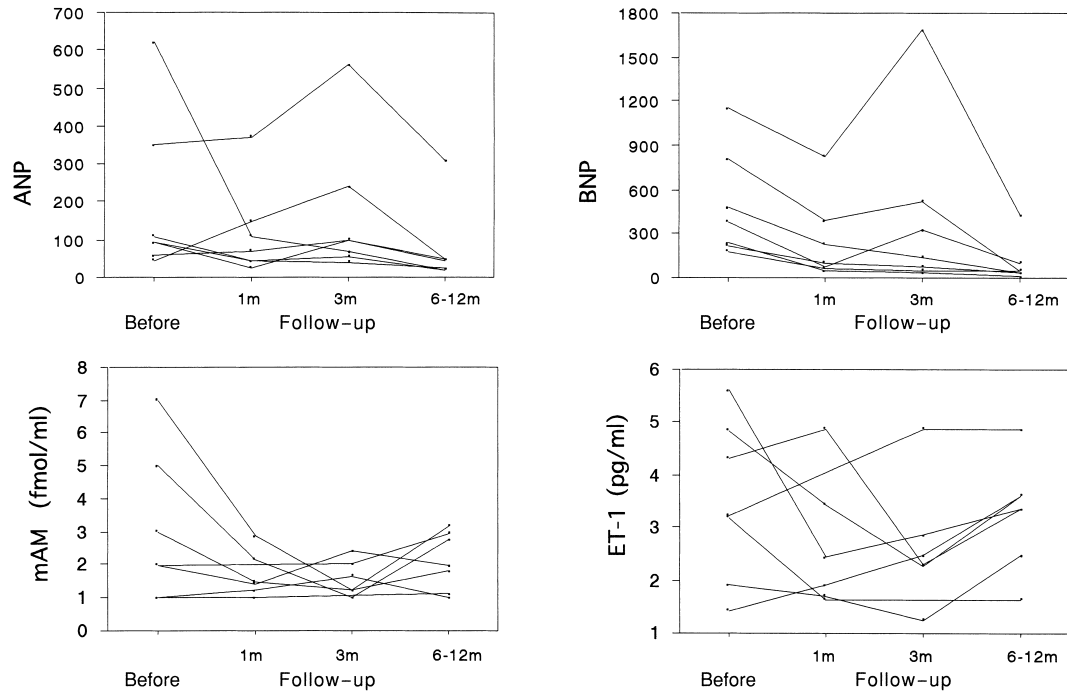 700
600
500
400
300
200
100
0
ANP
1m 3m 6-12m
Before Follow-up
1800
1500
1200
900
600
300
0
BNP
1m 3m 6-12m
Before Follow-up
8
7
6
5
4
3
2
1
0
mAM (fmol/ml)
1m 3m 6-12m
Before Follow-up
6
5
4
3
2
1
ET-1 (pg/ml)
1m 3m 6-12m
Before Follow-up